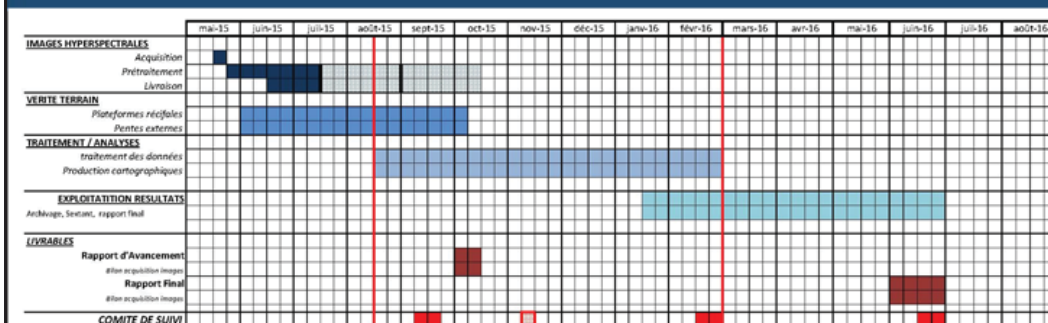 mai-15 juin-15 juil-15 août-15 sept-15 oct-15 nov-15 déc-15 janv-16 févr-16 mars-16 avr-16 mai-16 juin-16 juil-16 août-16
IMAGES HYPERSPECTRALES
Acquisition
Prétraitement
Livraison
VERITE TERRAIN
Plateformes récifales
Pentes externes
TRAITEMENT / ANALYSES
traitement des données
Production cartographiques
EXPLOITATITION RESULTATS
Archivage, Sextant, rapport final
LIVRABLES
Rapport d'Avancement
Bilan acquisition images
Rapport Final
Bilan acquisition images
COMITE DE SUIVI